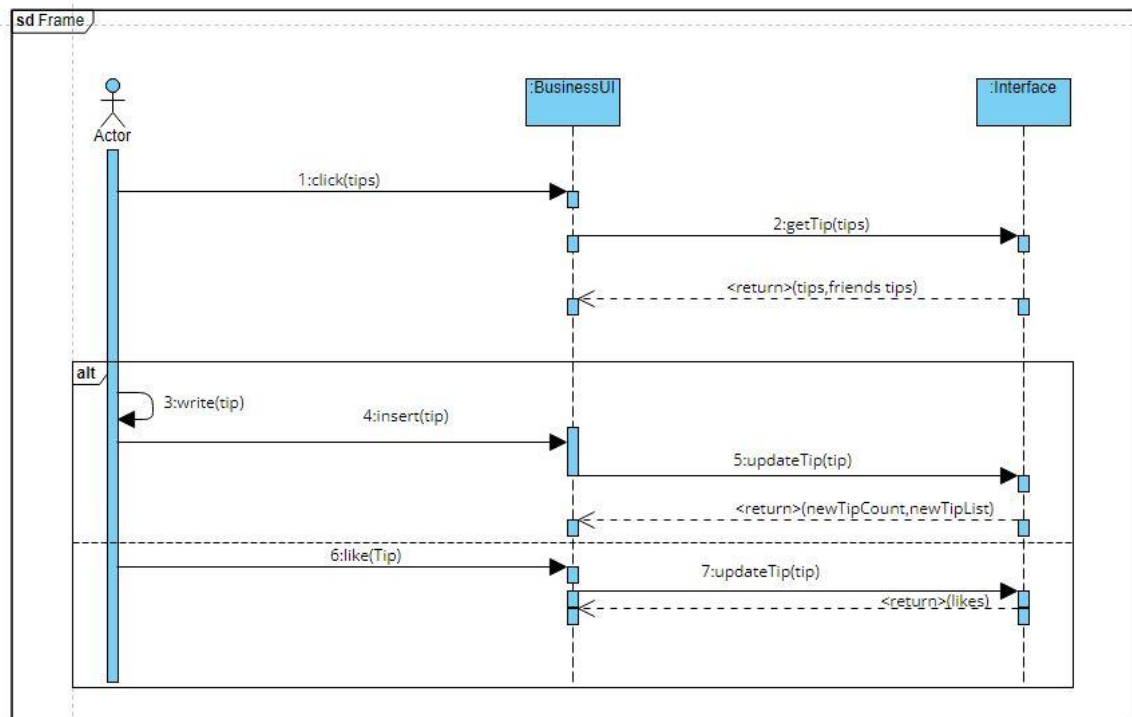 sd Frame
:BusinessUI
:Interface
Actor
1:click(tips)
2:getTip(tips)
<return>(tips,friends tips)
alt
3:write(tip)
4:insert(tip)
5:updateTip(tip)
<return>(newTipCount,newTipList)
6:like(Tip)
7:updateTip(tip)
<return>(likes)